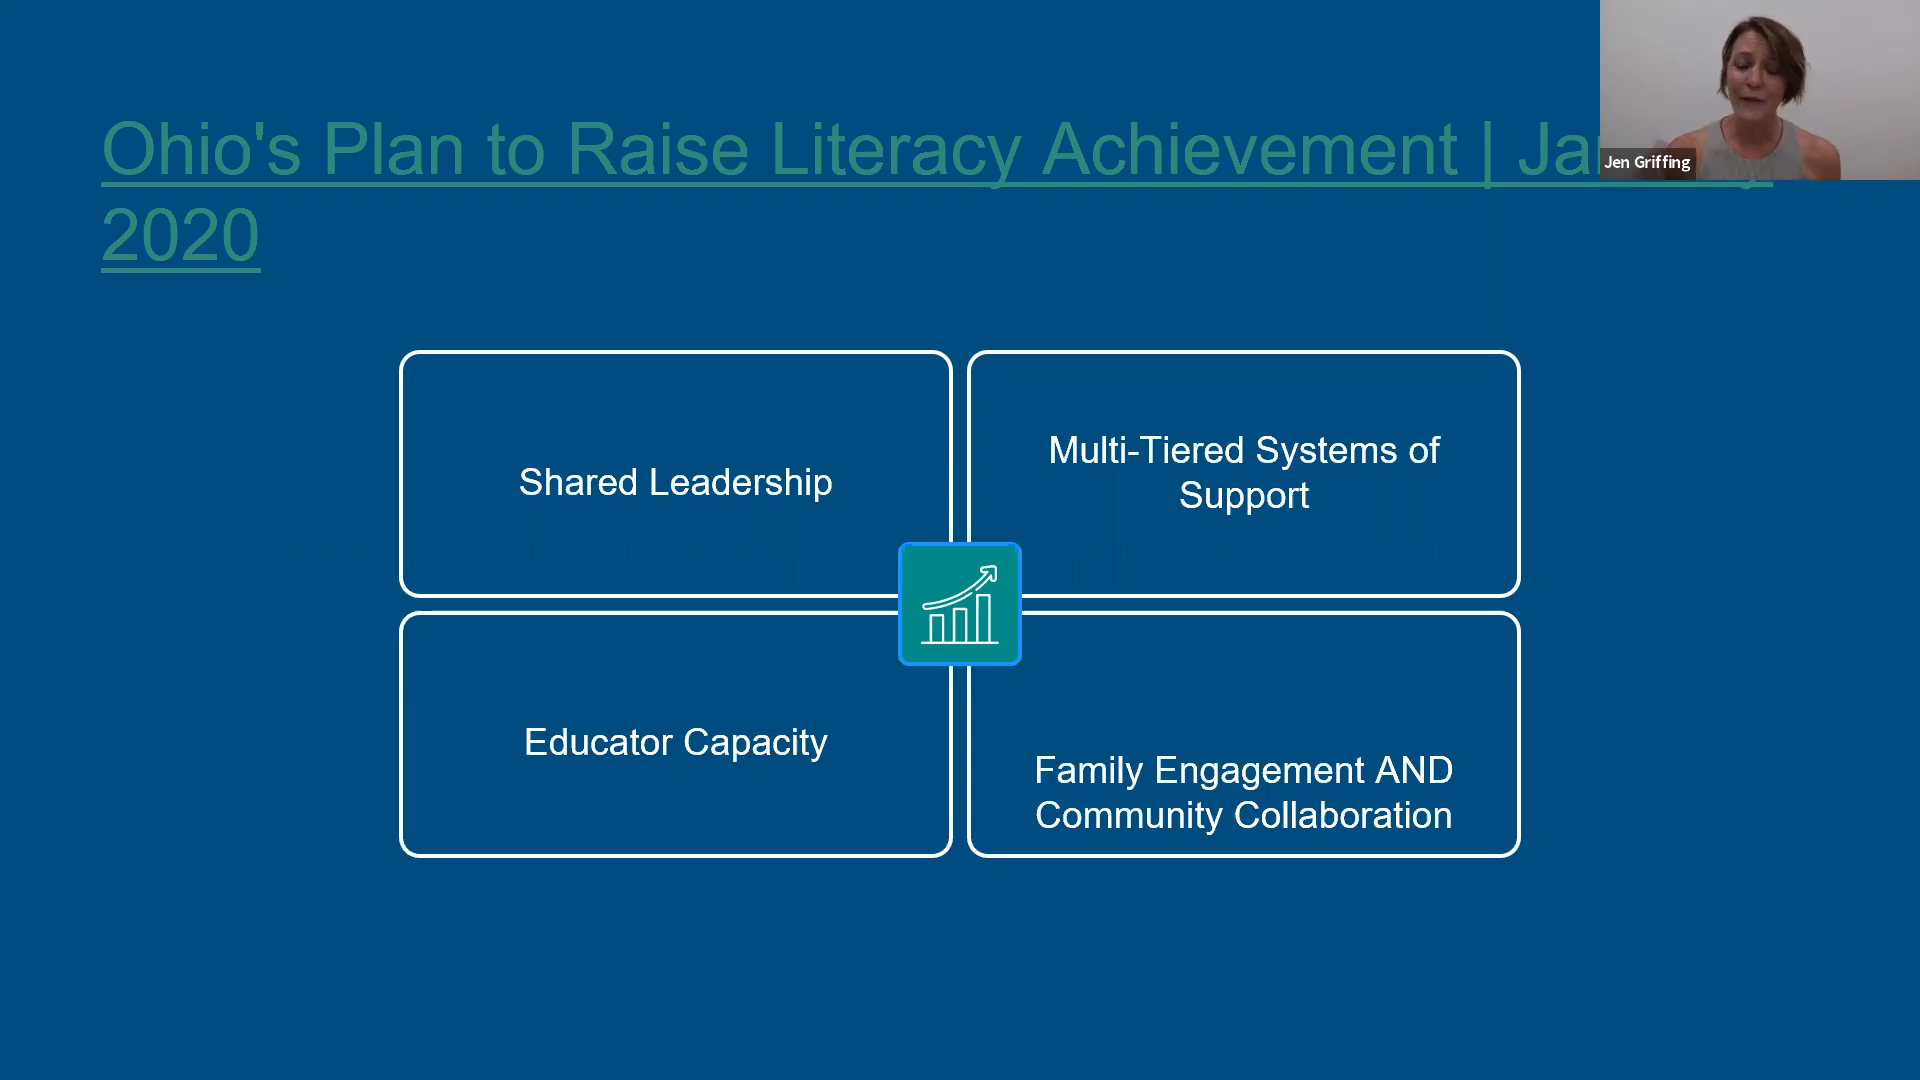 Ohio's Plan to Raise Literacy Achievement |
2020
Jen Griffing
Shared Leadership
Multi-Tiered Systems of
Support
Educator Capacity
Family Engagement AND
Community Collaboration